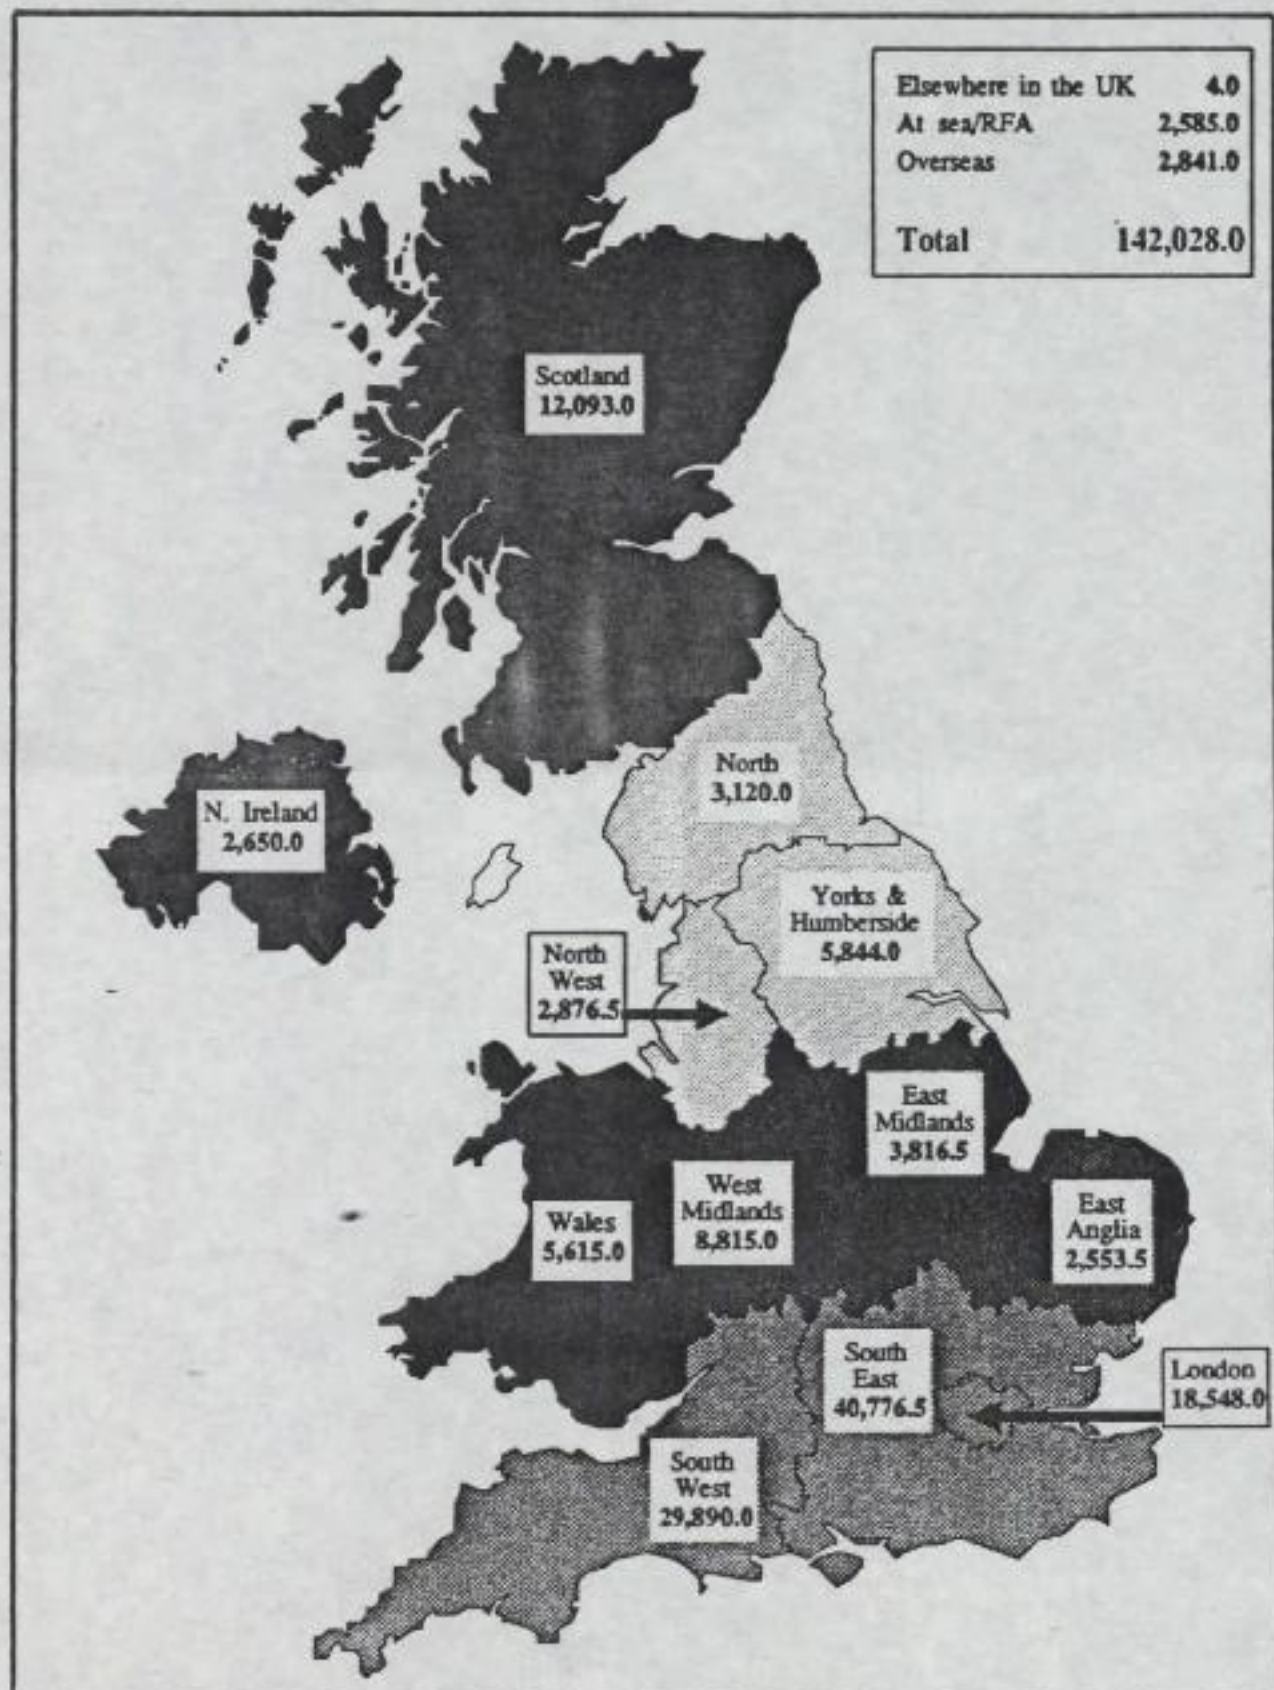 Elsewhere in the UK 4.0
At sea/RFA 2,585.0
Overseas 2,841.0
Total 142,028.0
Scotland
12,093.0
North
3,120.0
N. Ireland
2,650.0
Yorks &
Humberside
5,844.0
North
West
2,876.5
East
Midlands
3,816.5
West
Midlands
8,815.0
Wales
5,615.0
East
Anglia
2,553.5
South
East
40,776.5
London
18,548.0
South
West
29,890.0